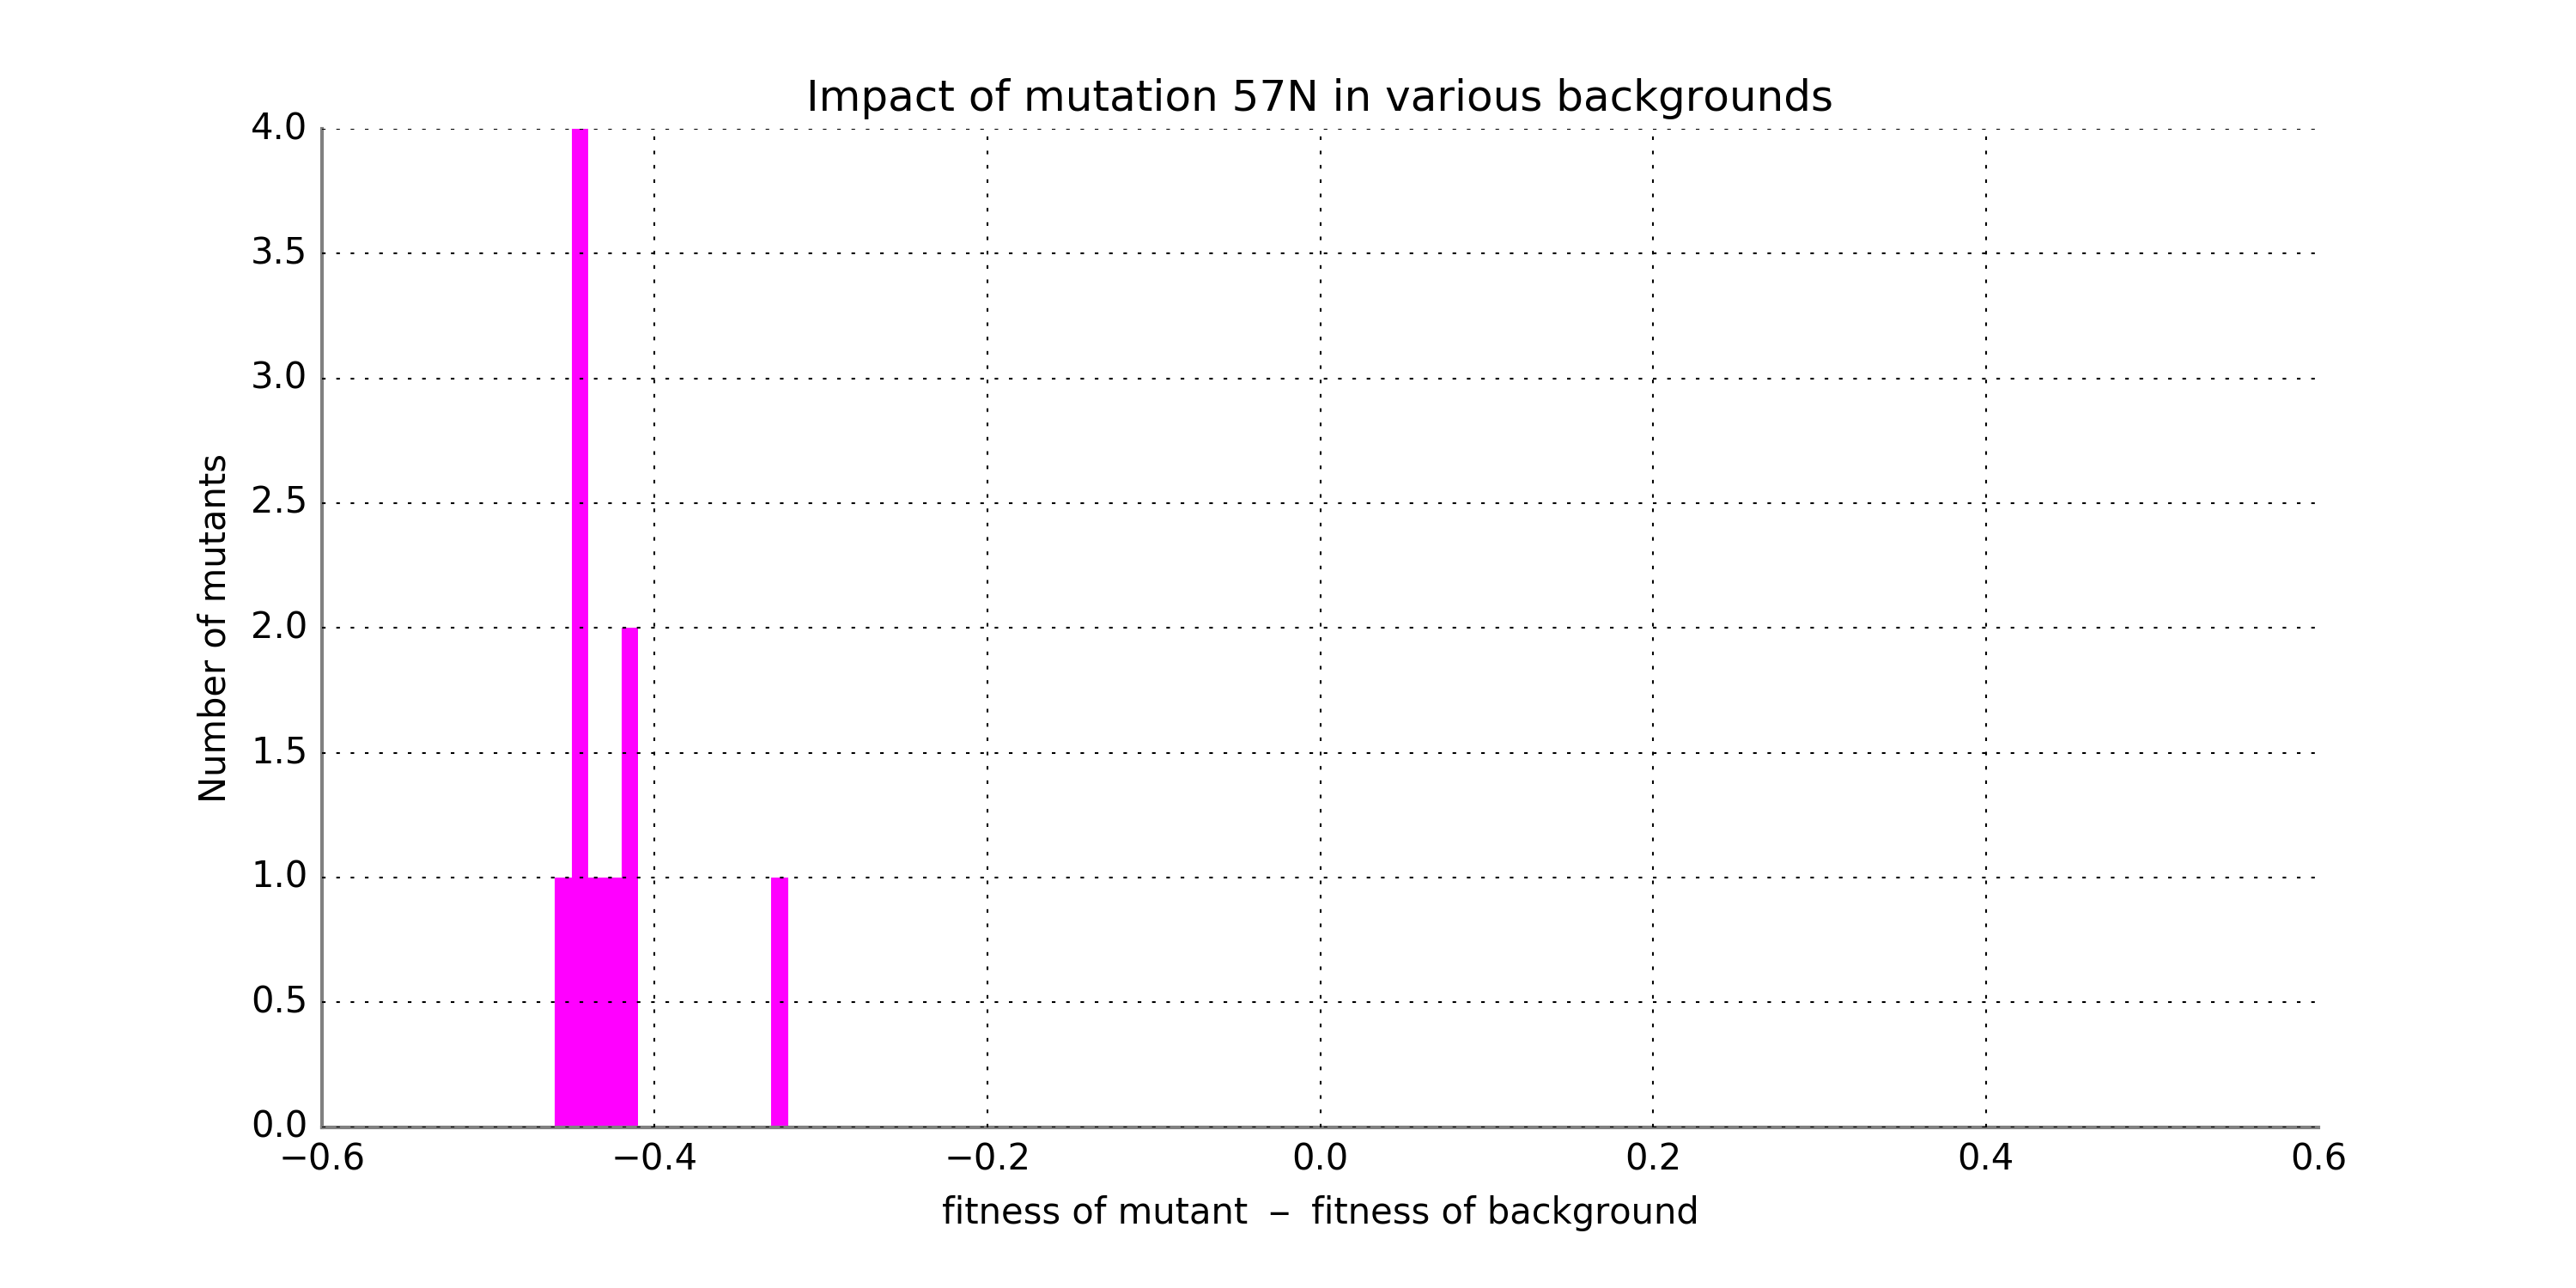 Impact of mutation 57N in various backgrounds
4.0
3.5
3.0
2.5
2.0
1.5
1.0
0.5
0.0
Number of mutants
−0.6 −0.4 −0.2 0.0 0.2 0.4 0.6
fitness of mutant − fitness of background